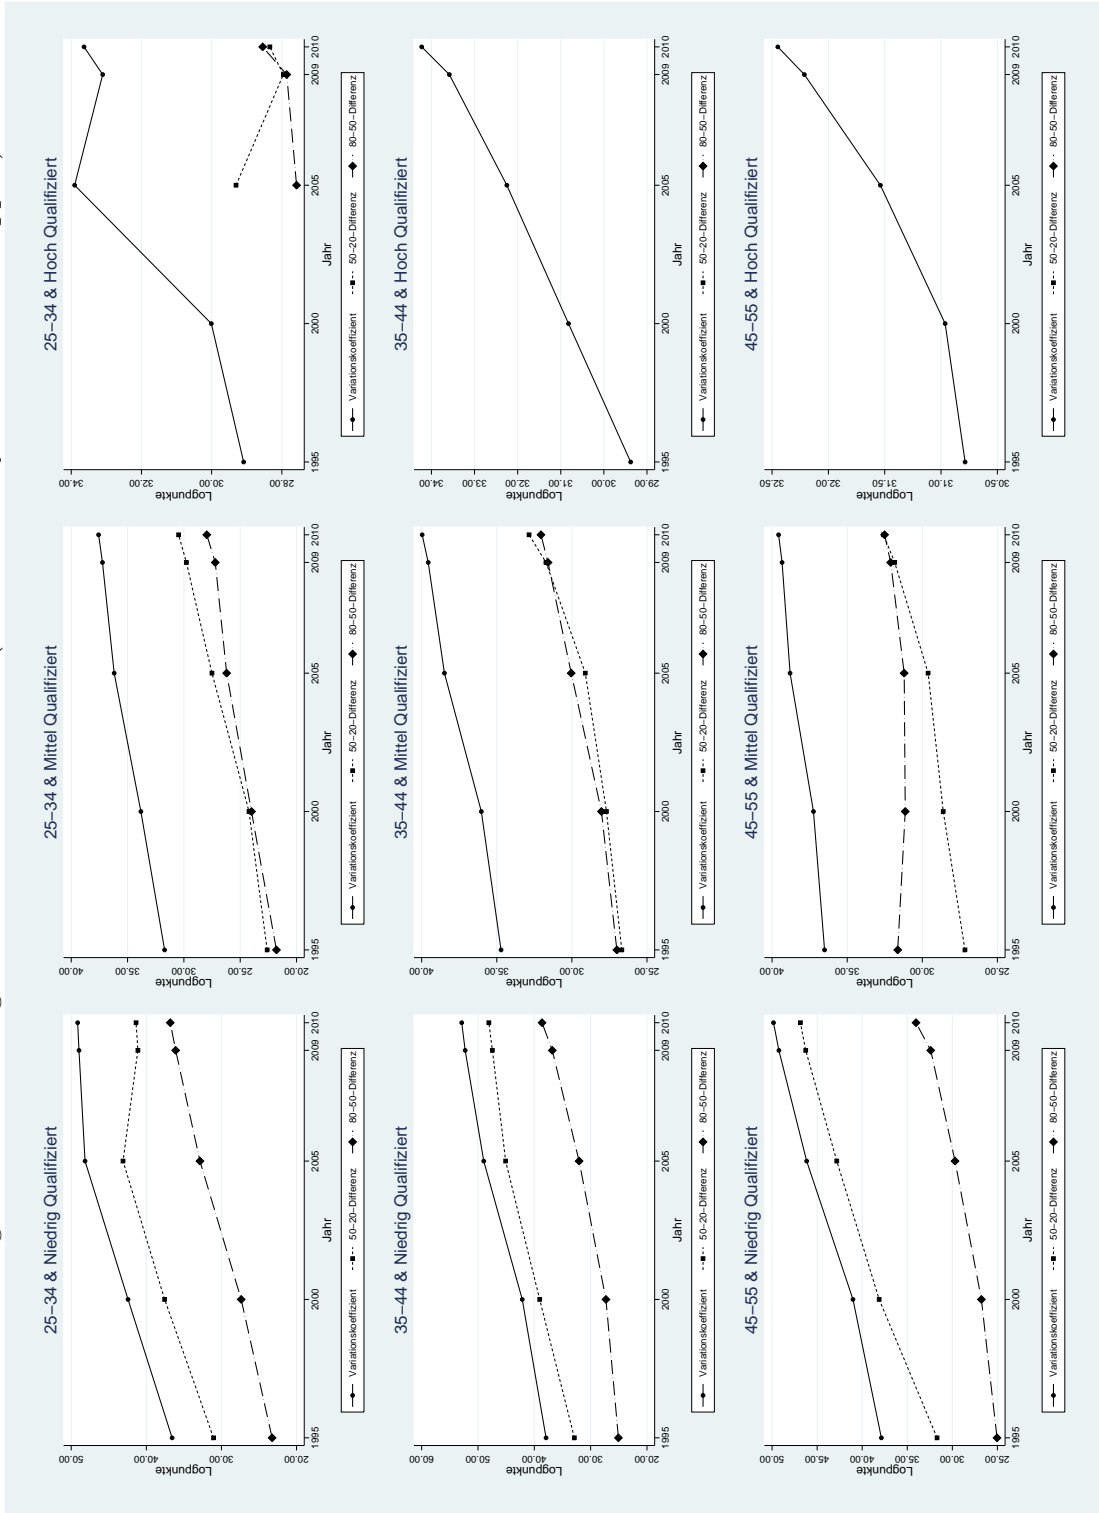 25−34 & Niedrig Qualifiziert
50.00
40.00
30.00
20.00
Logpunkte
1995 2000 2005 2009 2010
Jahr
Variationskoeffizient 50−20−Differenz 80−50−Differenz
25−34 & Mittel Qualifiziert
40.00
35.00
30.00
25.00
20.00
Logpunkte
1995 2000 2005 2009 2010
Jahr
Variationskoeffizient 50−20−Differenz 80−50−Differenz
25−34 & Hoch Qualifiziert
34.00
32.00
30.00
28.00
Logpunkte
1995 2000 2005 2009 2010
Jahr
Variationskoeffizient 50−20−Differenz 80−50−Differenz
35−44 & Niedrig Qualifiziert
60.00
50.00
40.00
30.00
20.00
Logpunkte
1995 2000 2005 2009 2010
Jahr
Variationskoeffizient 50−20−Differenz 80−50−Differenz
35−44 & Mittel Qualifiziert
40.00
35.00
30.00
25.00
Logpunkte
1995 2000 2005 2009 2010
Jahr
Variationskoeffizient 50−20−Differenz 80−50−Differenz
35−44 & Hoch Qualifiziert
34.00
33.00
32.00
31.00
30.00
29.00
Logpunkte
1995 2000 2005 2009 2010
Jahr
Variationskoeffizient 50−20−Differenz 80−50−Differenz
45−55 & Niedrig Qualifiziert
50.00
45.00
40.00
35.00
30.00
25.00
Logpunkte
1995 2000 2005 2009 2010
Jahr
Variationskoeffizient 50−20−Differenz 80−50−Differenz
45−55 & Mittel Qualifiziert
40.00
35.00
30.00
25.00
Logpunkte
1995 2000 2005 2009 2010
Jahr
Variationskoeffizient 50−20−Differenz 80−50−Differenz
45−55 & Hoch Qualifiziert
32.50
32.00
31.50
31.00
30.50
Logpunkte
1995 2000 2005 2009 2010
Jahr
Variationskoeffizient 50−20−Differenz 80−50−Differenz